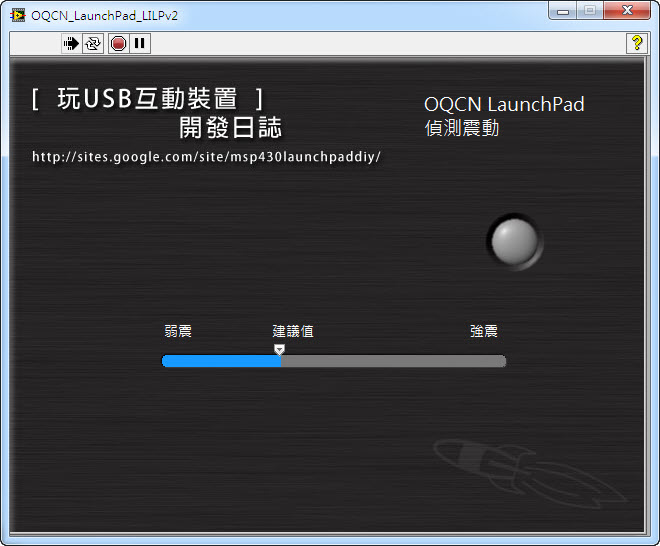 OQCN_LaunchPad_LILPv2
[ 玩USB互動裝置 ]
開發日誌
http://sites.google.com/site/msp430launchpaddiy/
OQCN LaunchPad
偵測震動
弱震 建議值 強震